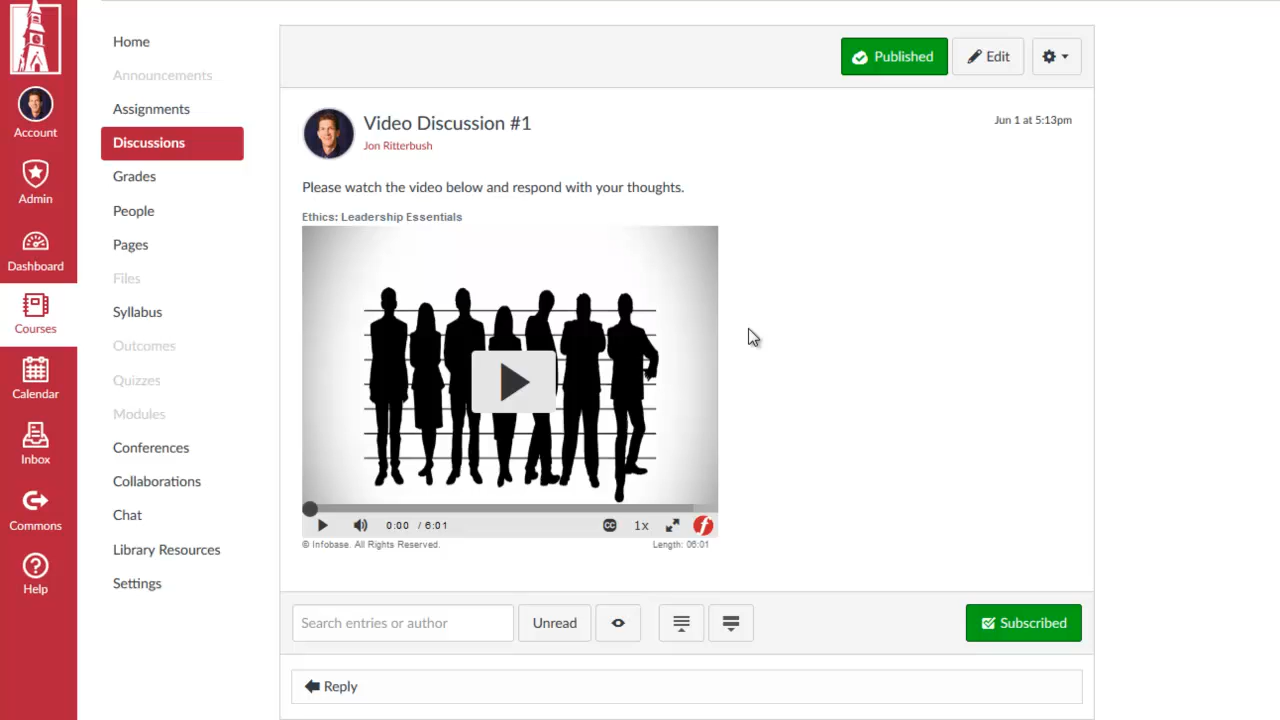 Account
Admin
Dashboard
Courses
Calendar
Inbox
Commons
Help
Home
Announcements
Assignments
Discussions
Grades
People
Pages
Files
Syllabus
Outcomes
Quizzes
Modules
Conferences
Collaborations
Chat
Library Resources
Settings
Published
Edit
Video Discussion #1
Jun 1 at 5:13pm
Jon Ritterbush
Please watch the video below and respond with your thoughts.
Ethics: Leadership Essentials
0:00 / 6:01
CC
1x
f
© Infobase. All Rights Reserved.
Length: 06:01
Search entries or author
Unread
Subscribed
Reply